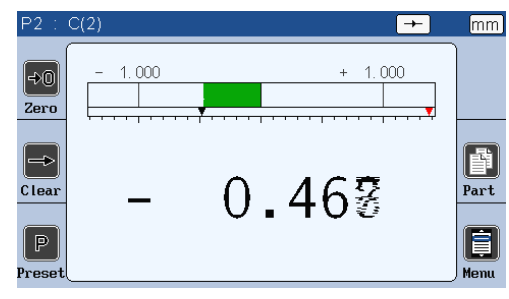 P2 : C(2)
mm
- 1.000
+ 1.000
Zero
Clear
- 0.46
Part
P
Preset
Menu